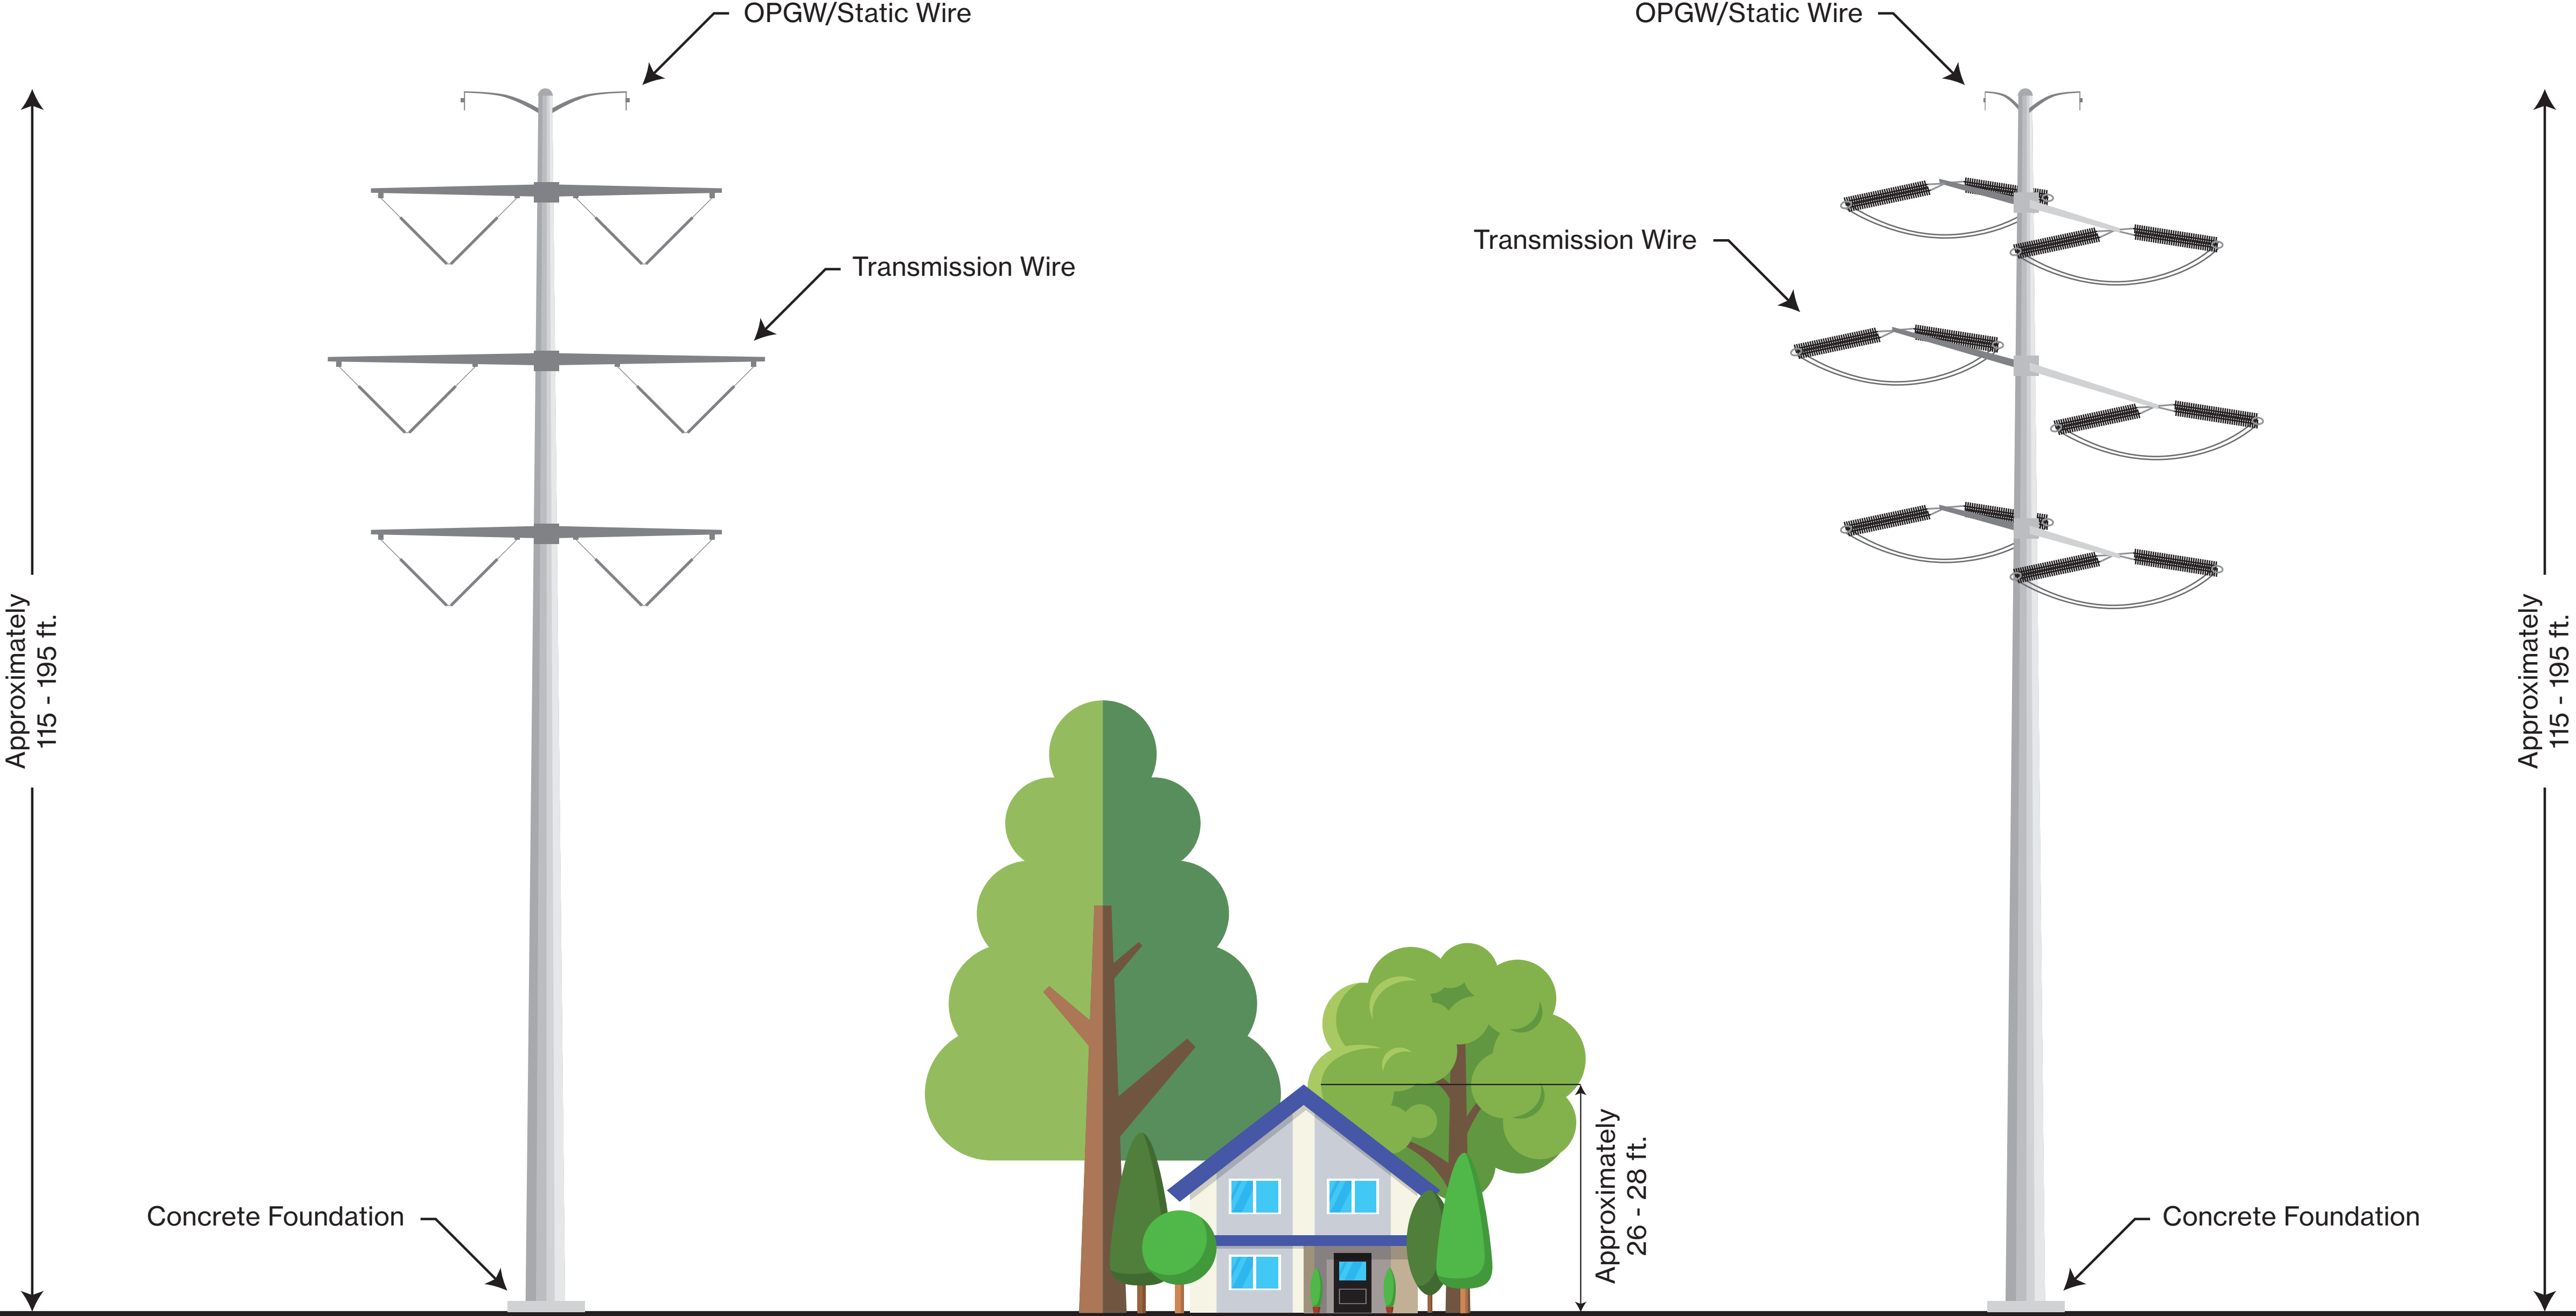 OPGW/Static Wire
OPGW/Static Wire
Transmission Wire
Transmission Wire
Approximately
115 - 195 ft.
Approximately
115 - 195 ft.
Approximately
26 - 28 ft.
Concrete Foundation
Concrete Foundation